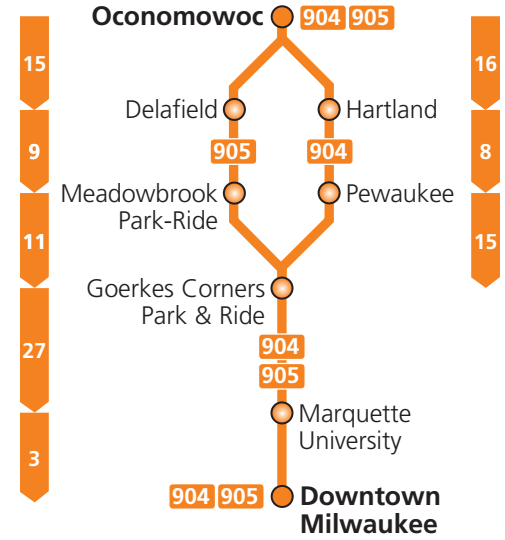 Oconomowoc 904 905
15
16
Delafield
Hartland
9
905
904
8
Meadowbrook
Park-Ride
Pewaukee
11
15
Goerkes Corners
Park & Ride
27
904
905
Marquette
University
3
904 905
Downtown
Milwaukee